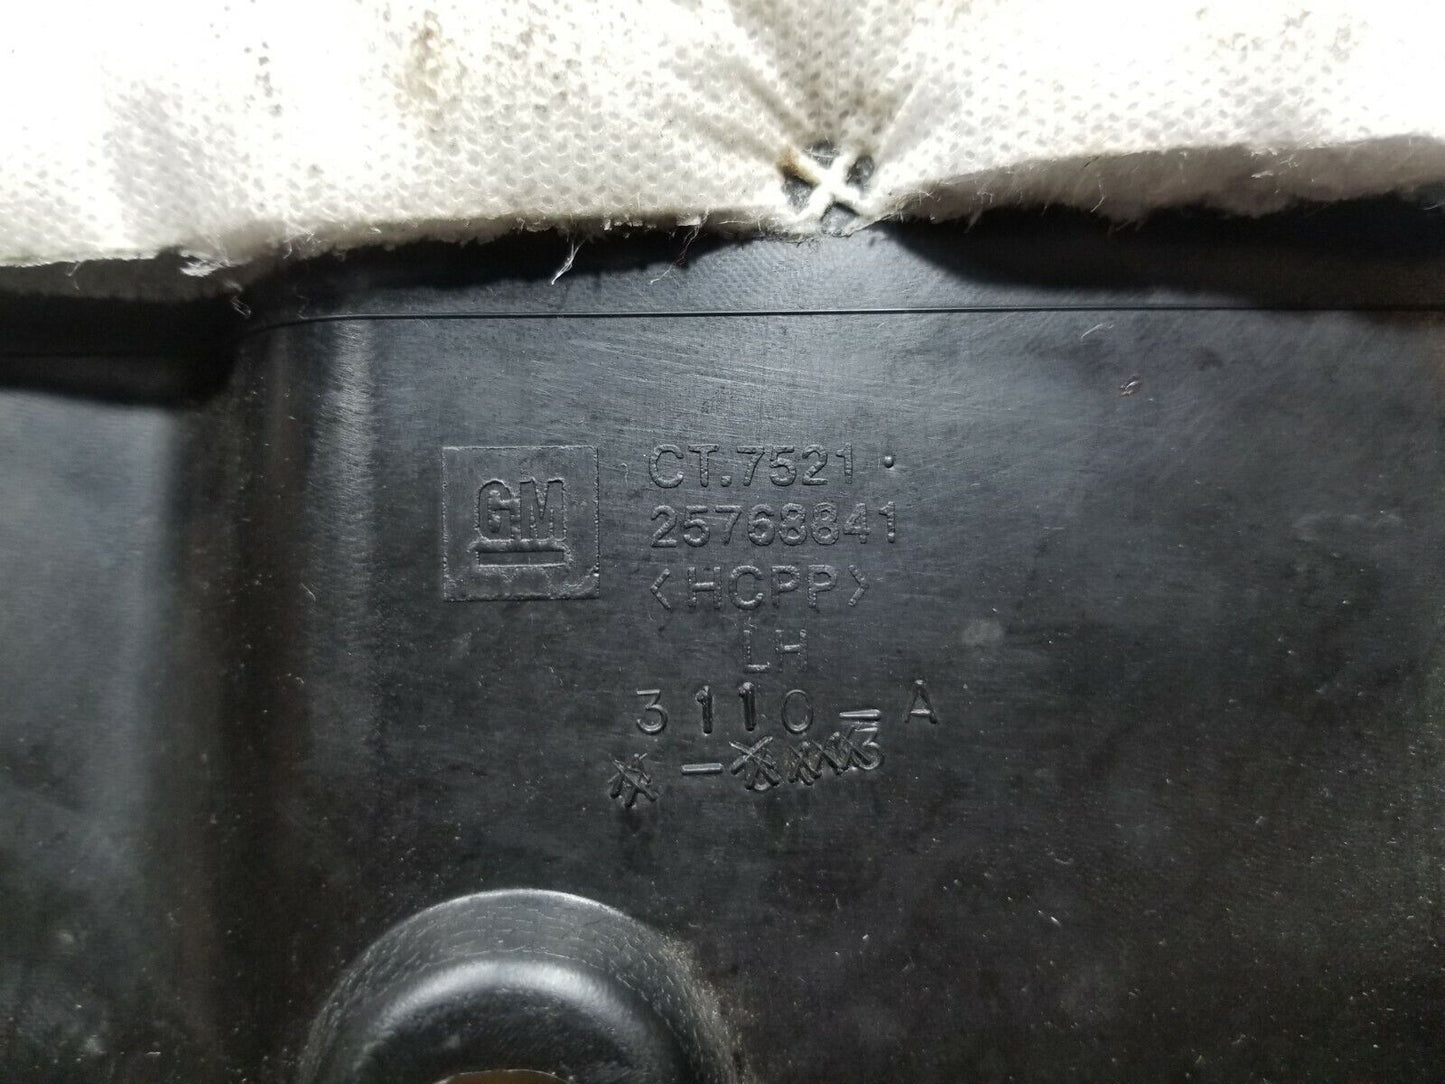 GM
CT.7521
25768841
<HCPP>
LH
3110-A